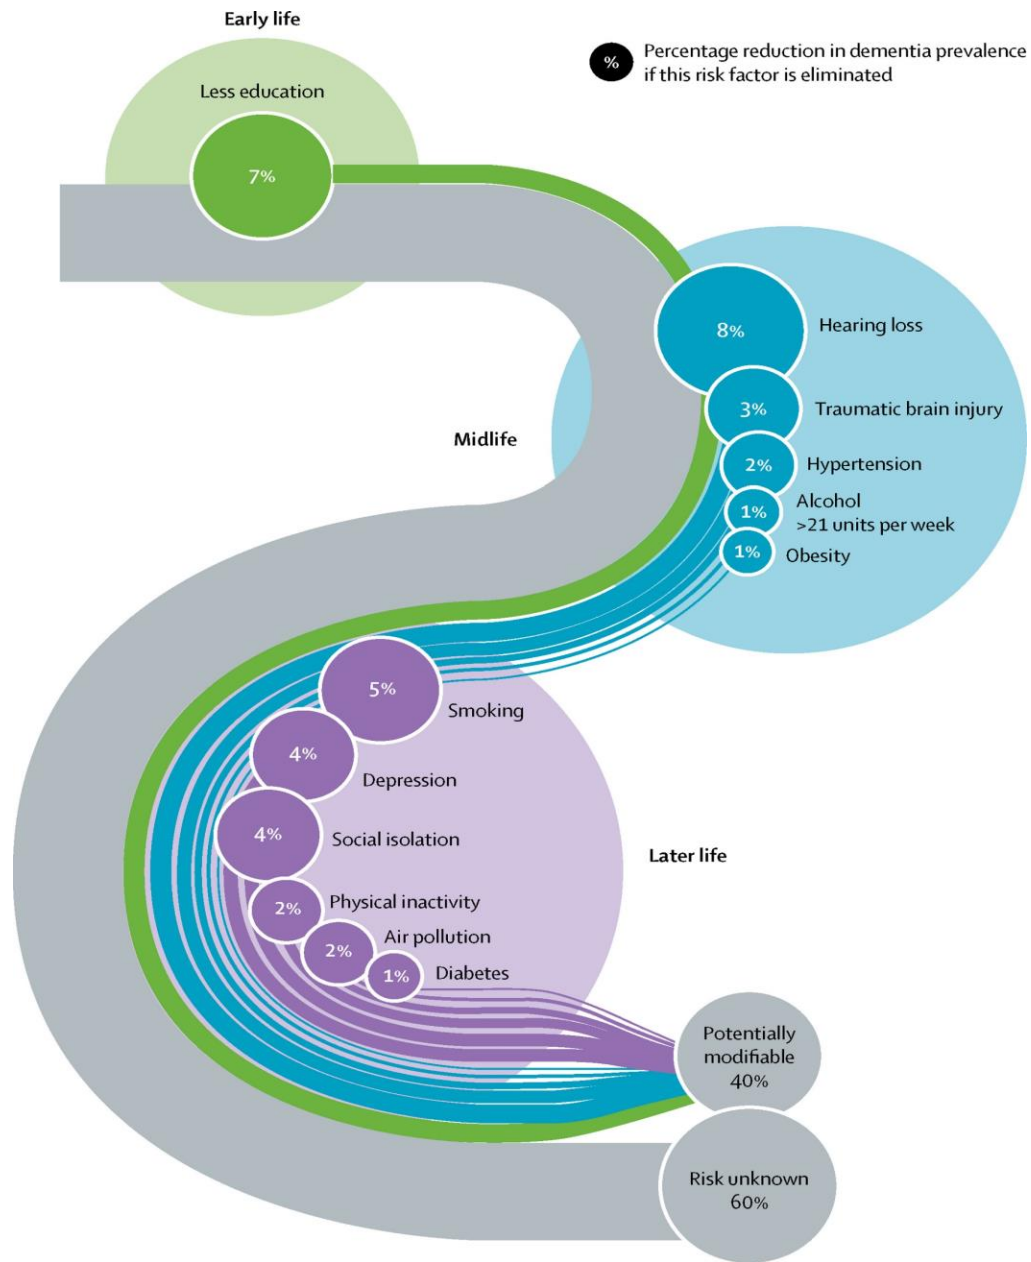 Early life
% Percentage reduction in dementia prevalence
if this risk factor is eliminated
Less education
7%
8% Hearing loss
3% Traumatic brain injury
Midlife
2% Hypertension
1% Alcohol
>21 units per week
1% Obesity
5% Smoking
4% Depression
4% Social isolation
Later life
2% Physical inactivity
2% Air pollution
1% Diabetes
Potentially
modifiable
40%
Risk unknown
60%